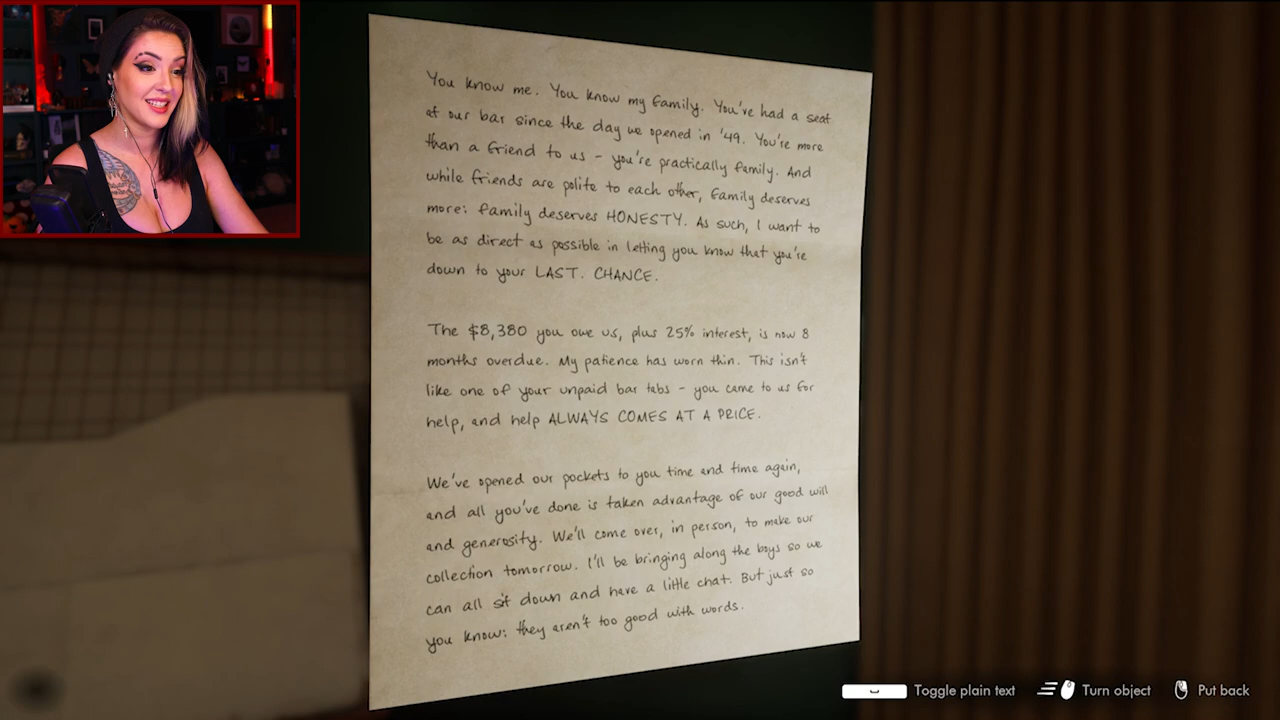 You know me. You know my family. You've had a seat
at our bar since the day we opened in '49. You're more
than a friend to us - you're practically family. And
while friends are polite to each other, family deserves
more: family deserves HONESTY. As such, I want to
be as direct as possible in letting you know that you're
down to your LAST. CHANCE.
The $8,380 you owe us, plus 25% interest, is now 8
months overdue. My patience has worn thin. This isn't
like one of your unpaid bar tabs - you came to us for
help, and help ALWAYS COMES AT A PRICE.
We've opened our pockets to you time and time again,
and all you've done is taken advantage of our good will
and generosity. We'll come over, in person, to make our
collection tomorrow. I'll be bringing along the boys so we
can all sit down and have a little chat. But just so
you know: they aren't too good with words.
Toggle plain text Turn object Put back